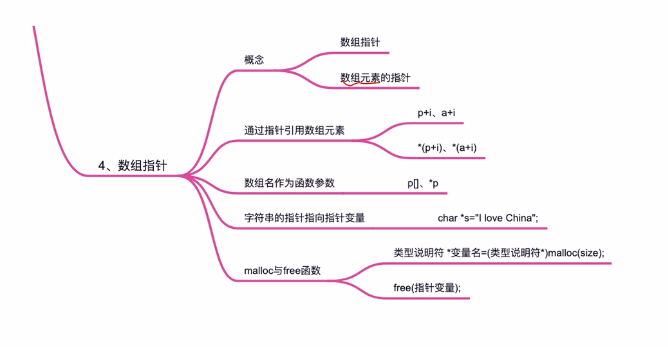 4、数组指针
概念
数组指针
数组元素的指针
通过指针引用数组元素
p+i、a+i
*(p+i)、*(a+i)
数组名作为函数参数
p[]、*p
字符串的指针指向指针变量
char *s="I love China";
malloc与free函数
类型说明符 *变量名=(类型说明符*)malloc(size);
free(指针变量);